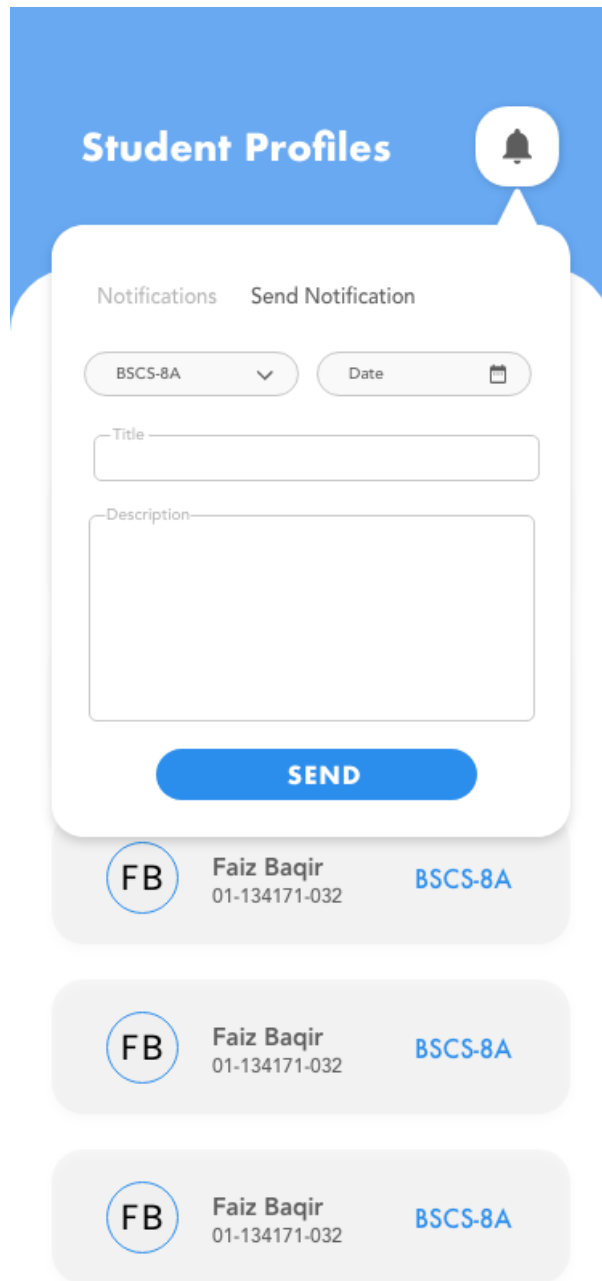 Student Profiles
Notifications Send Notification
BSCS-8A Date
Title
Description
SEND
FB Faiz Baqir BSCS-8A
01-134171-032
FB Faiz Baqir BSCS-8A
01-134171-032
FB Faiz Baqir BSCS-8A
01-134171-032